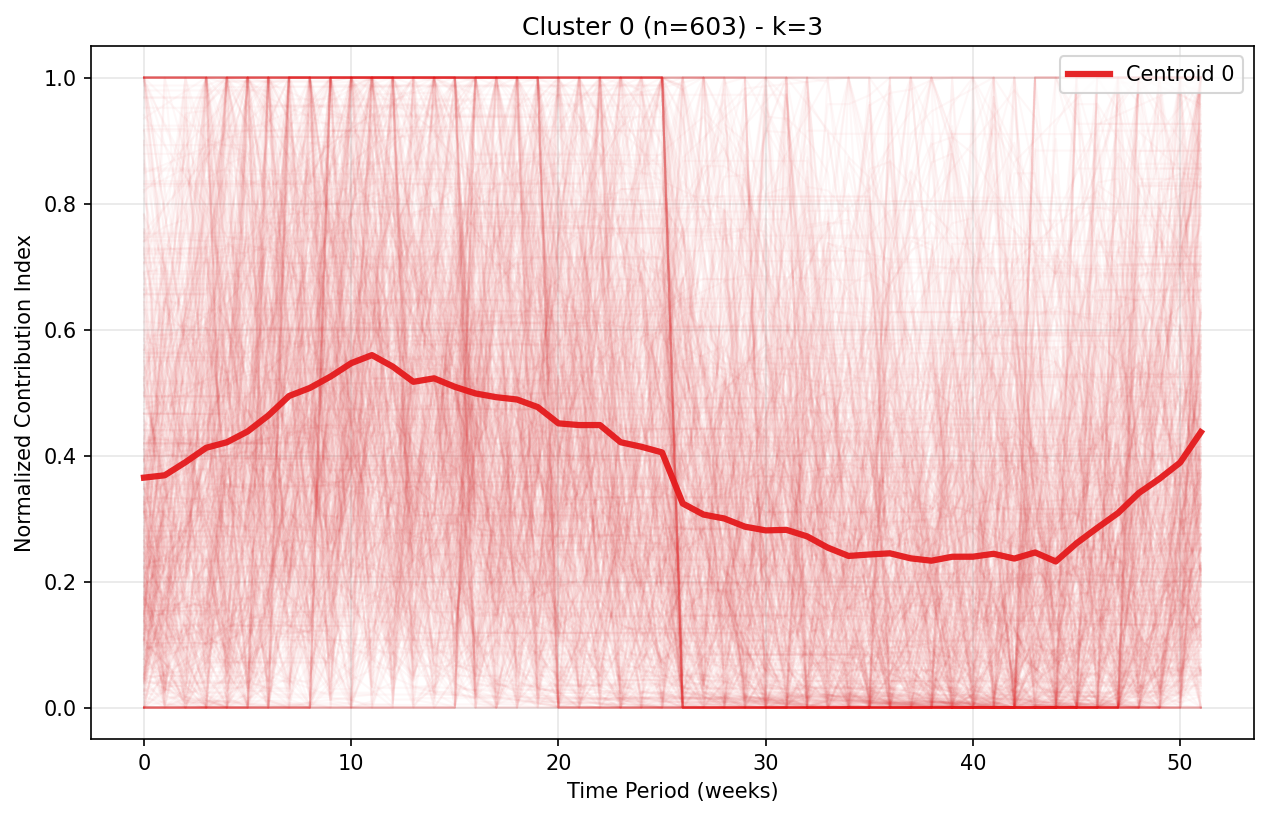 Cluster 0 (n=603) - k=3
Centroid 0
Normalized Contribution Index
1.0
0.8
0.6
0.4
0.2
0.0
0 10 20 30 40 50
Time Period (weeks)